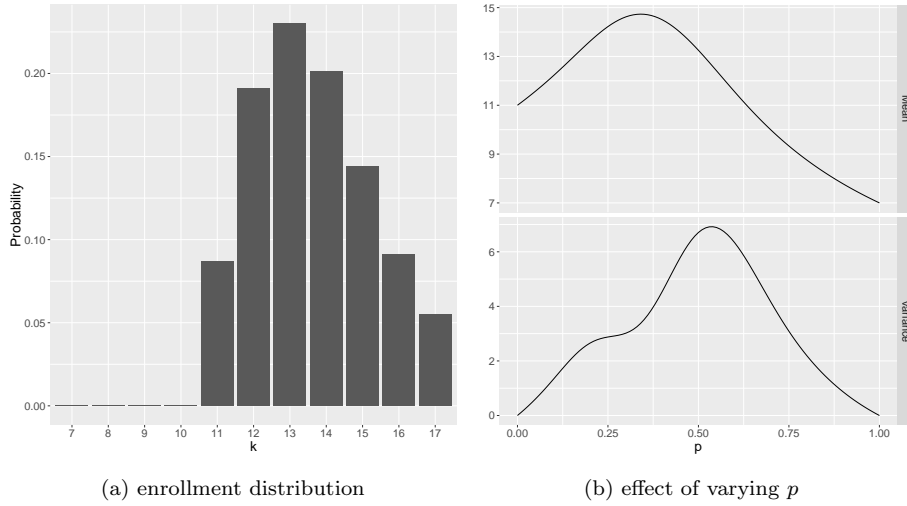 0.20
0.15
0.10
0.05
0.00
Probability
7 8 9 10 11 12 13 14 15 16 17
k
(a) enrollment distribution
15
13
11
9
7
Mean
6
4
2
0
Variance
0.00 0.25 0.50 0.75 1.00
p
(b) effect of varying p